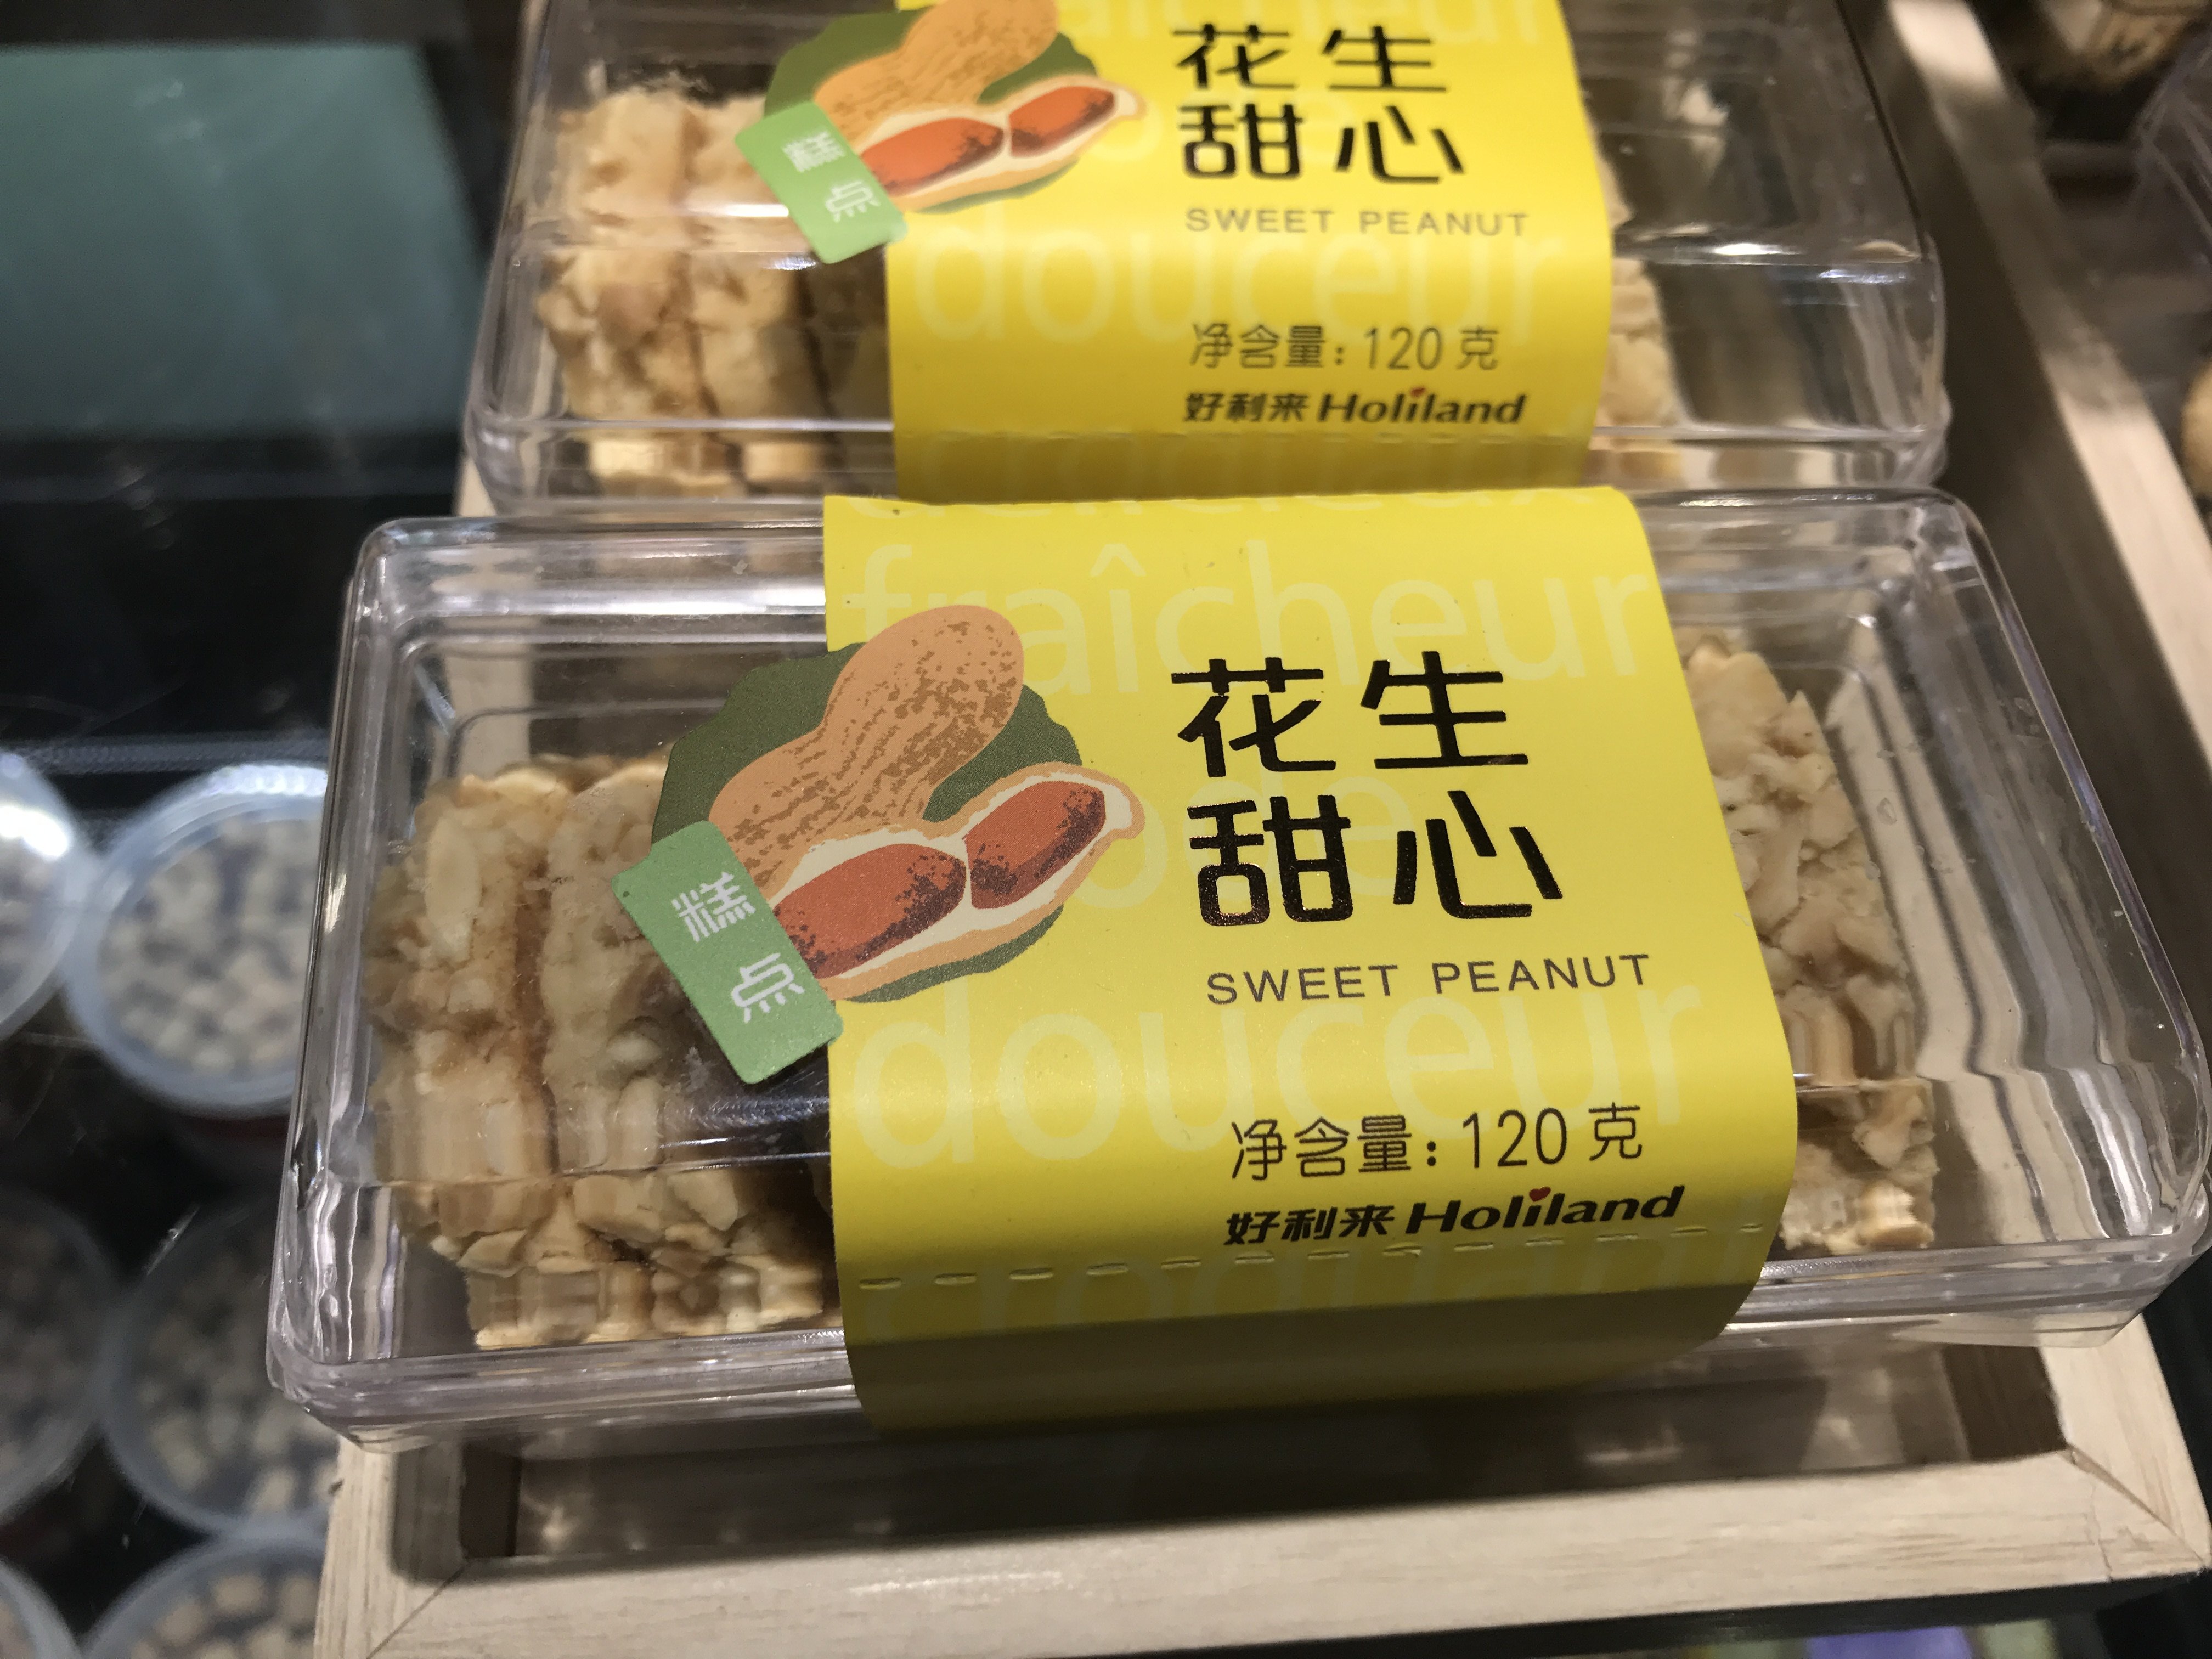 fraîcheur
花生
甜心
糕
点
SWEET PEANUT
douceur
净含量：120克
好利来 Holiland
fraîcheur
花生
甜心
糕
点
SWEET PEANUT
douceur
净含量：120克
好利来 Holiland